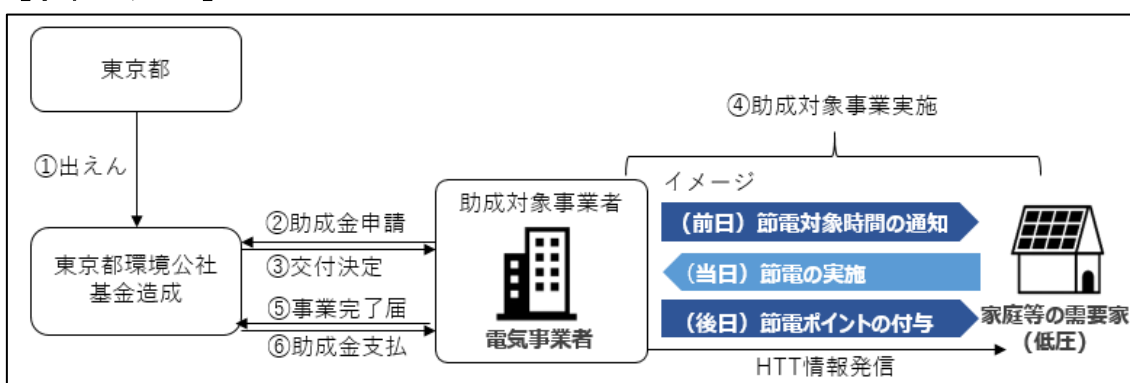 東京都
①出えん
東京都環境公社
基金造成
②助成金申請
③交付決定
⑤事業完了届
⑥助成金支払
助成対象事業者
電気事業者
④助成対象事業実施
イメージ
（前日）節電対象時間の通知
（当日）節電の実施
（後日）節電ポイントの付与
家庭等の需要家
(低圧)
HTT情報発信